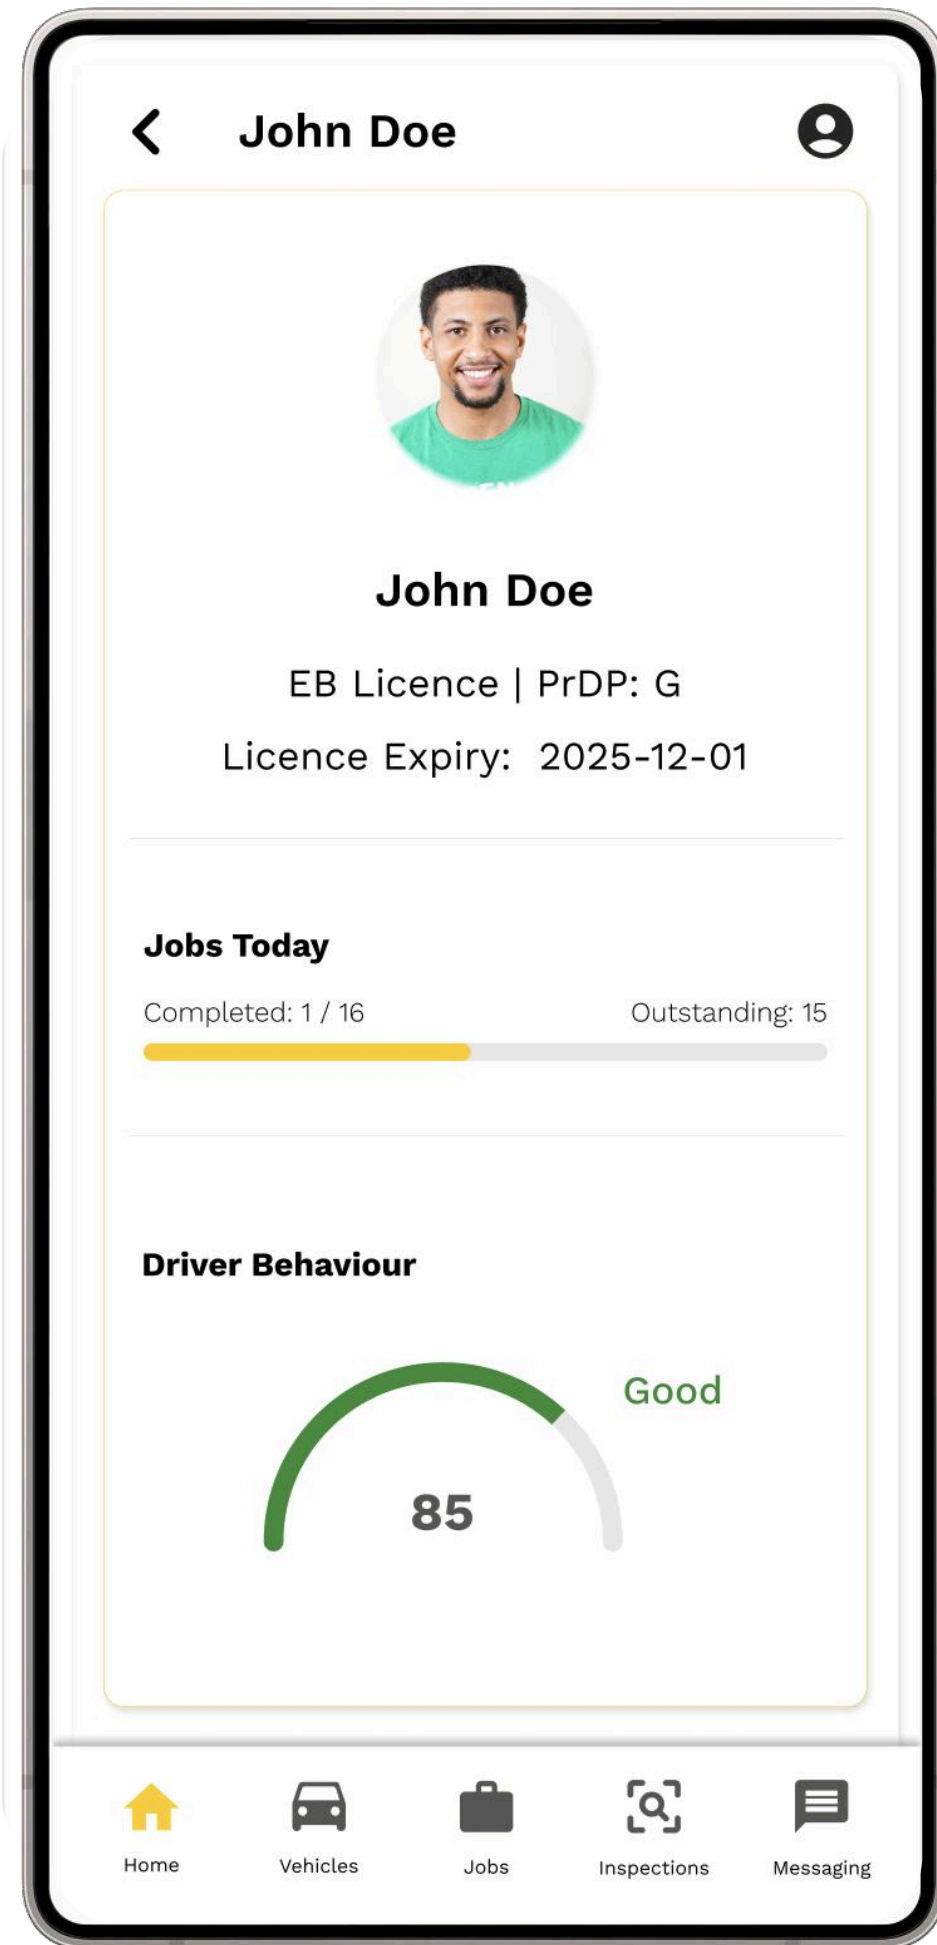 John Doe
John Doe
EB Licence | PrDP: G
Licence Expiry: 2025-12-01
Jobs Today
Completed: 1 / 16 Outstanding: 15
Driver Behaviour
Good
85
Home Vehicles Jobs Inspections Messaging